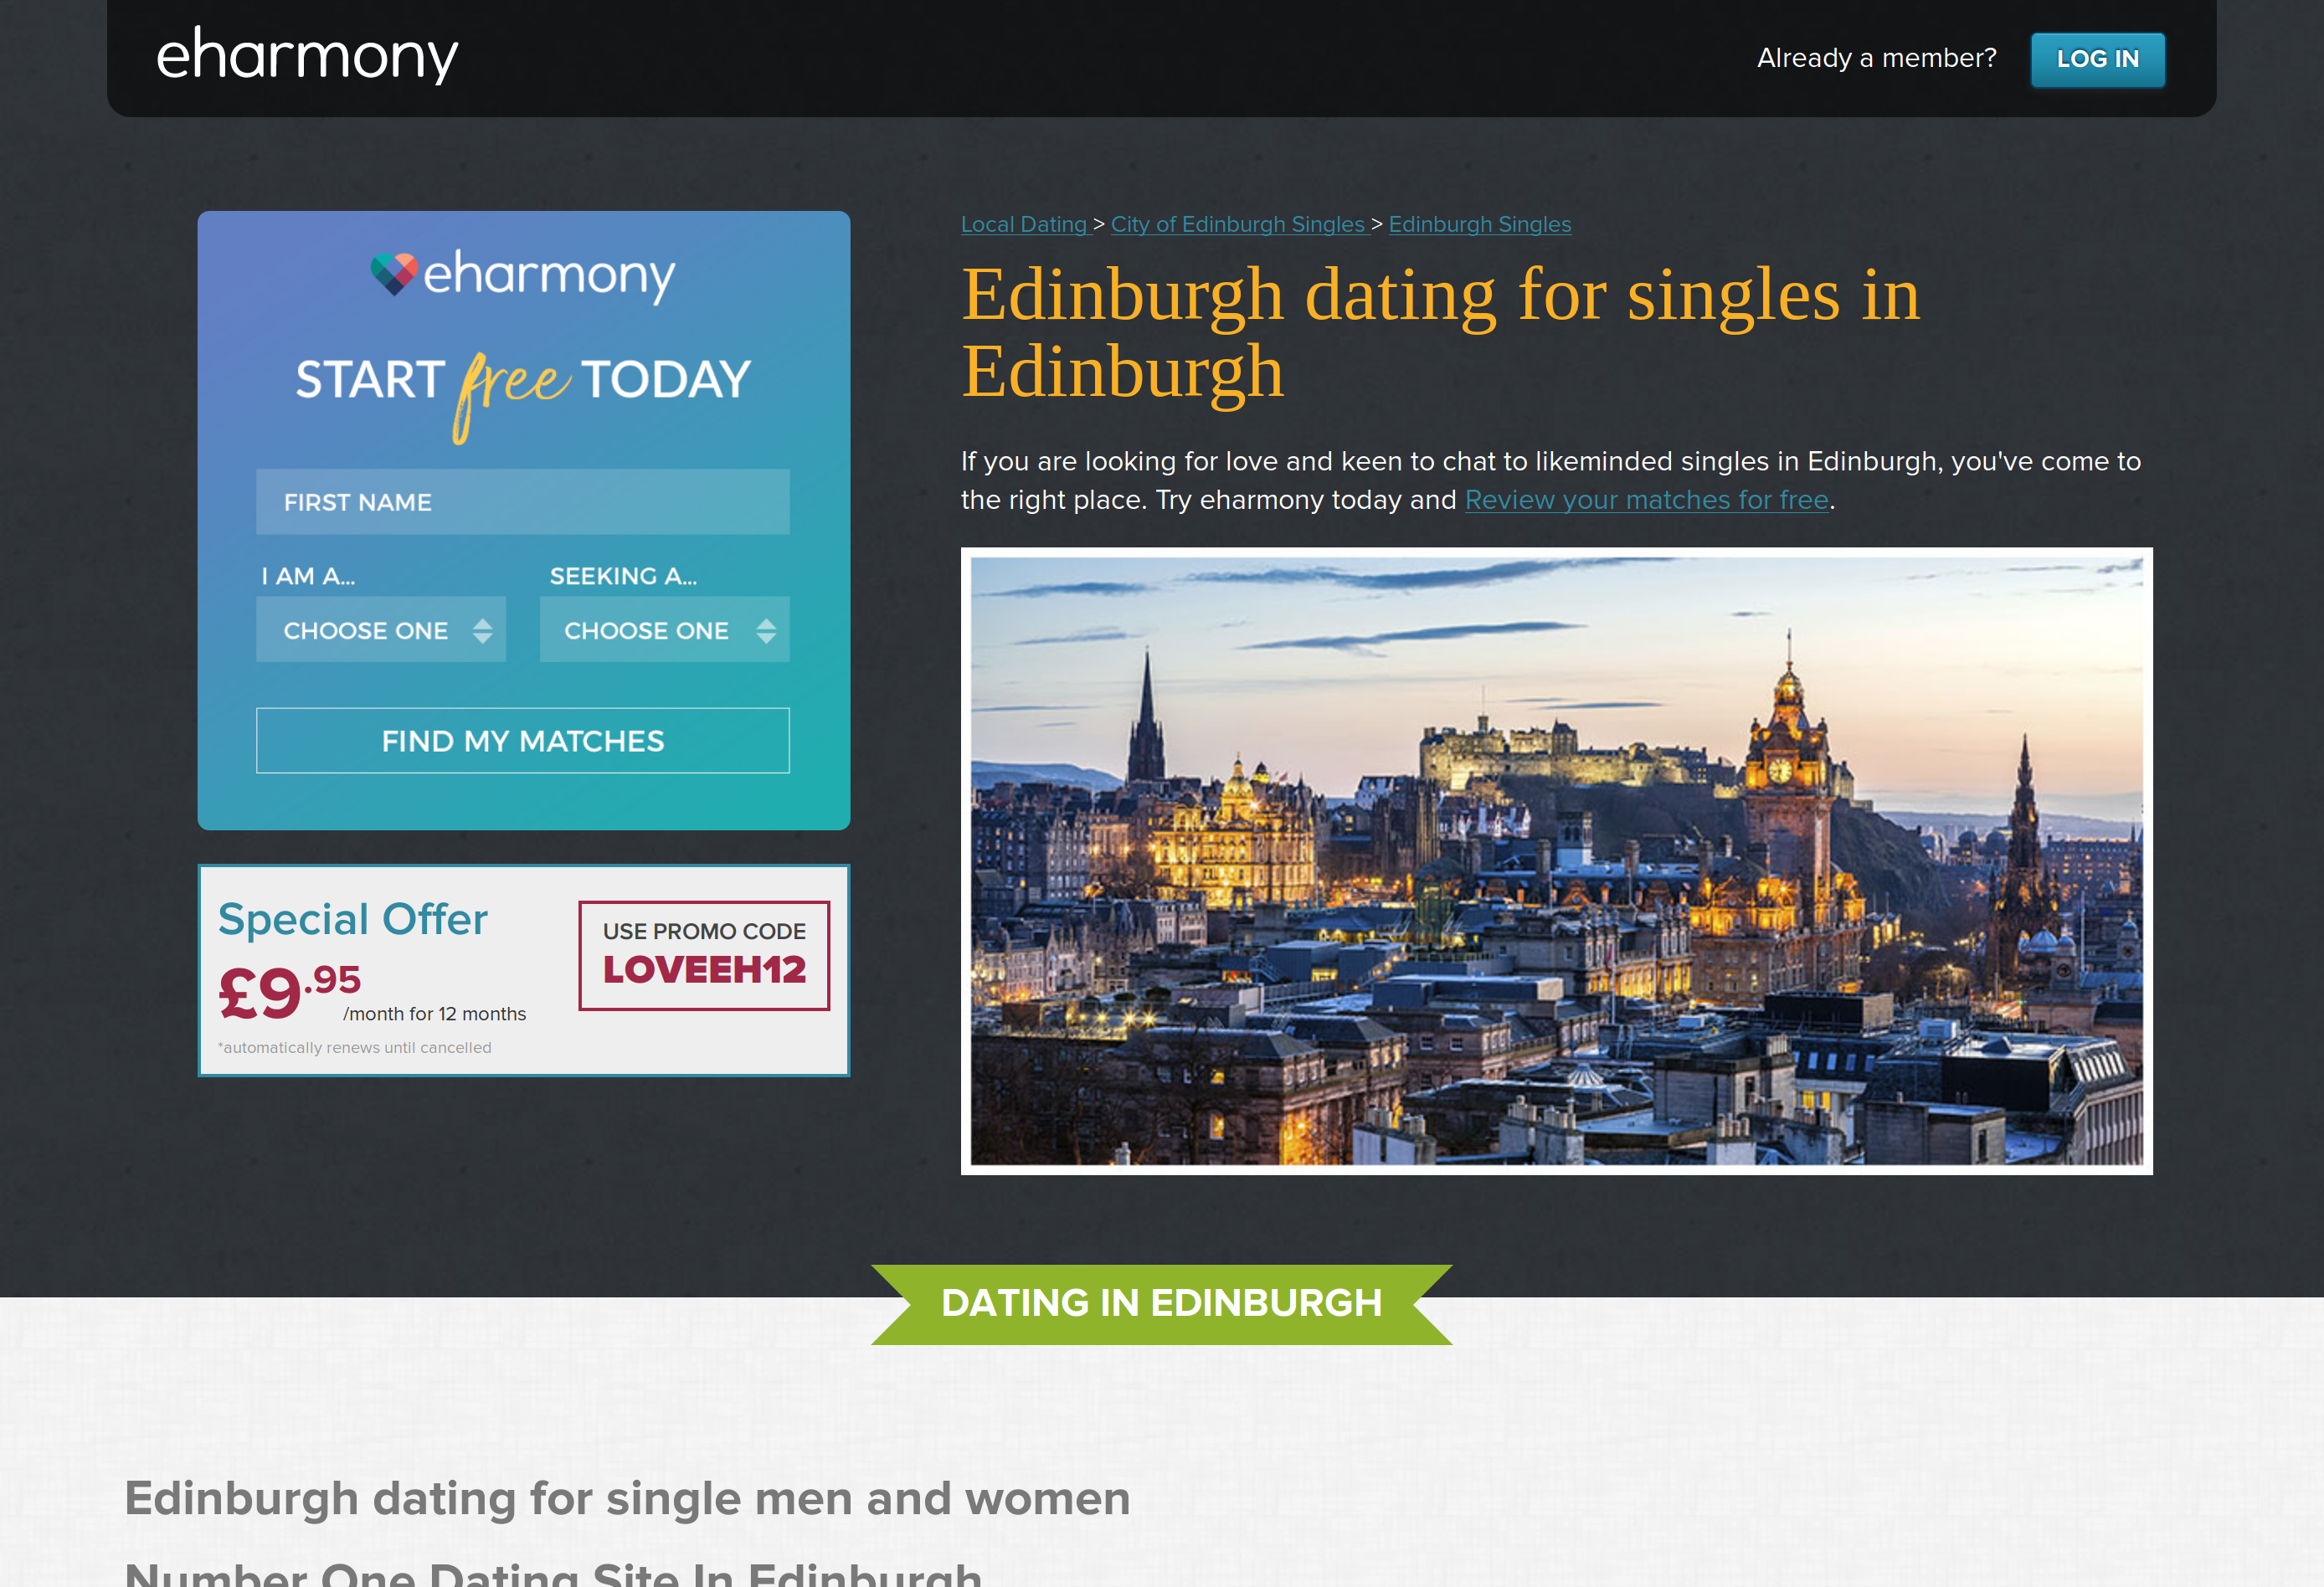 eharmony
Already a member?
LOG IN
eharmony
START free TODAY
FIRST NAME
I AM A...
SEEKING A...
CHOOSE ONE
CHOOSE ONE
FIND MY MATCHES
Special Offer
£9.95
/month for 12 months
*automatically renews until cancelled
USE PROMO CODE
LOVEEH12
Local Dating > City of Edinburgh Singles > Edinburgh Singles
Edinburgh dating for singles in
Edinburgh
If you are looking for love and keen to chat to likeminded singles in Edinburgh, you've come to
the right place. Try eharmony today and Review your matches for free.
DATING IN EDINBURGH
Edinburgh dating for single men and women
Number One Dating Site In Edinburgh